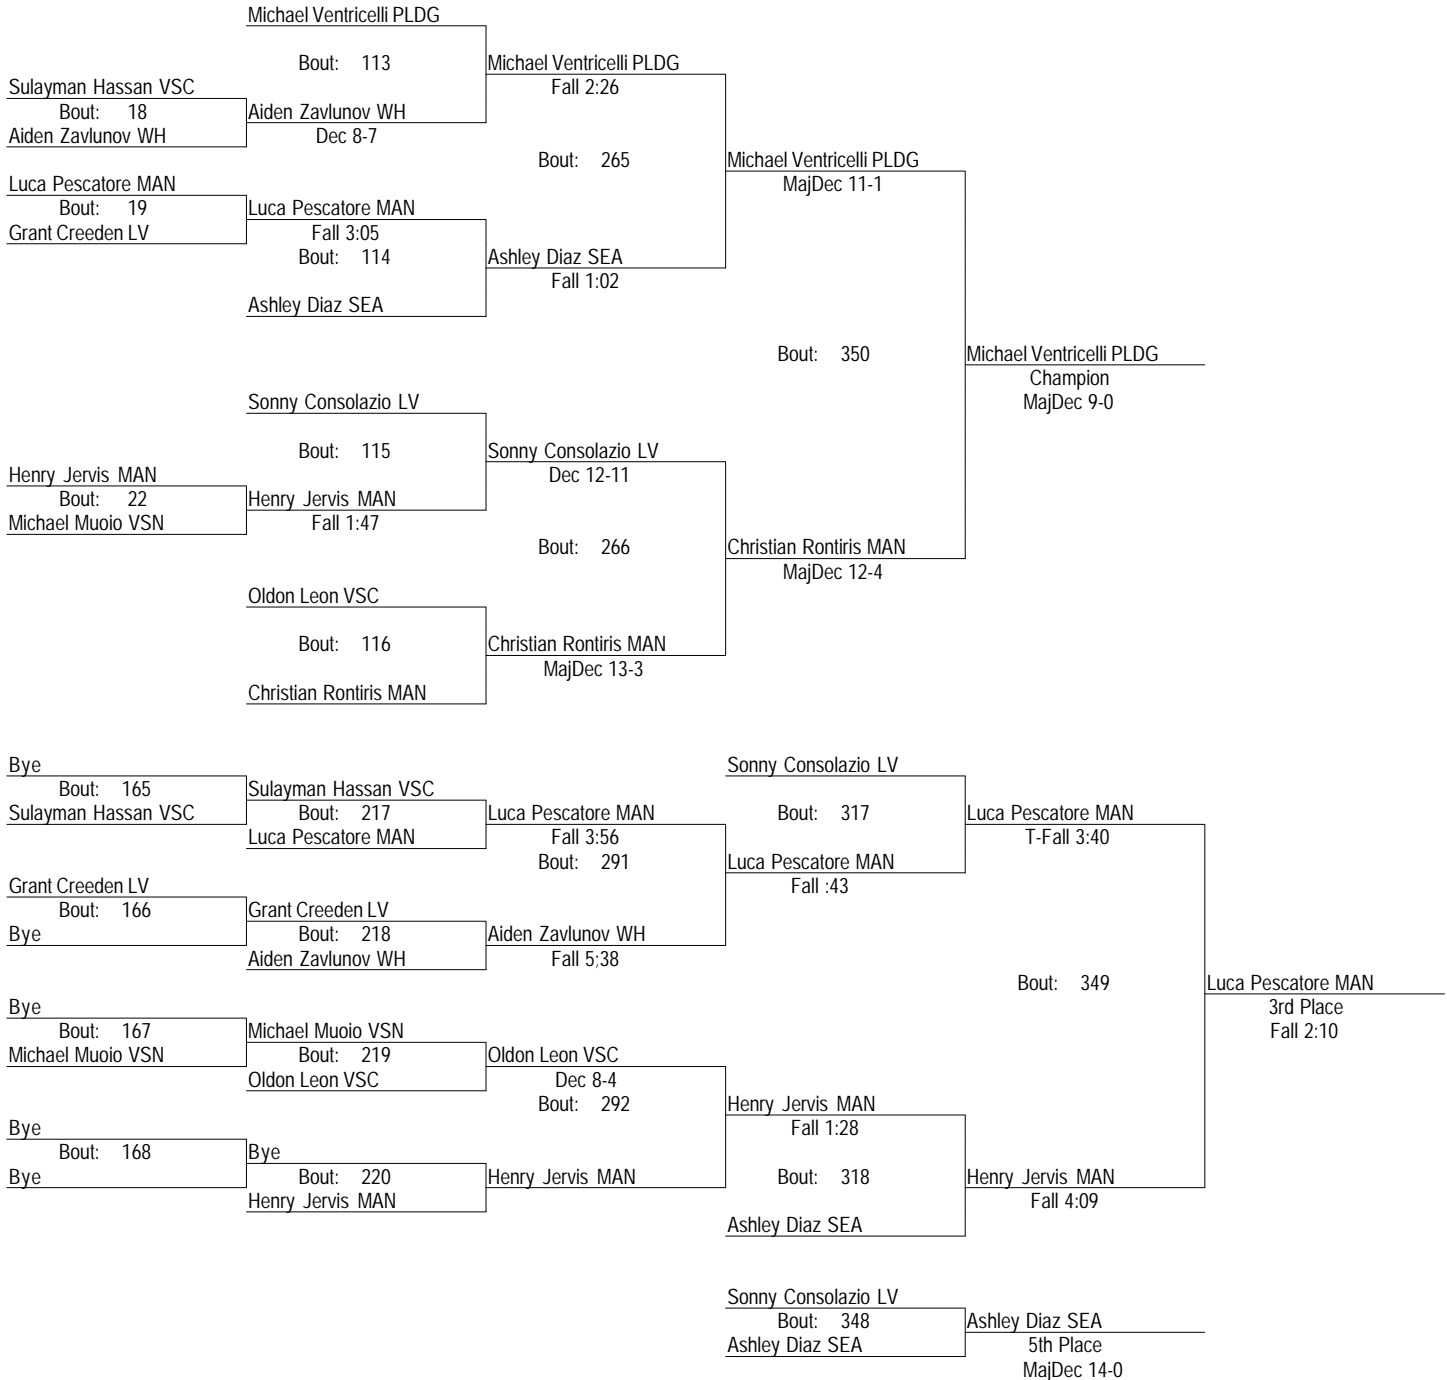 Michael Ventricelli PLDG
Bout: 113
Michael Ventricelli PLDG
Fall 2:26
Sulayman Hassan VSC
Bout: 18
Aiden Zavlunov WH
Aiden Zavlunov WH
Dec 8-7
Bout: 265
Michael Ventricelli PLDG
MajDec 11-1
Luca Pescatore MAN
Bout: 19
Grant Creeden LV
Luca Pescatore MAN
Fall 3:05
Bout: 114
Ashley Diaz SEA
Fall 1:02
Ashley Diaz SEA
Bout: 350
Michael Ventricelli PLDG
Champion
MajDec 9-0
Sonny Consolazio LV
Bout: 115
Sonny Consolazio LV
Dec 12-11
Henry Jervis MAN
Bout: 22
Michael Muoio VSN
Henry Jervis MAN
Fall 1:47
Bout: 266
Christian Rontiris MAN
MajDec 12-4
Oldon Leon VSC
Bout: 116
Christian Rontiris MAN
MajDec 13-3
Christian Rontiris MAN
Bye
Bout: 165
Sulayman Hassan VSC
Sulayman Hassan VSC
Bout: 217
Luca Pescatore MAN
Luca Pescatore MAN
Fall 3:56
Bout: 291
Sonny Consolazio LV
Bout: 317
Luca Pescatore MAN
Fall :43
Luca Pescatore MAN
T-Fall 3:40
Grant Creeden LV
Bout: 166
Bye
Grant Creeden LV
Bout: 218
Aiden Zavlunov WH
Aiden Zavlunov WH
Fall 5;38
Bout: 349
Luca Pescatore MAN
3rd Place
Fall 2:10
Bye
Bout: 167
Michael Muoio VSN
Michael Muoio VSN
Bout: 219
Oldon Leon VSC
Oldon Leon VSC
Dec 8-4
Bout: 292
Henry Jervis MAN
Fall 1:28
Bye
Bout: 168
Bye
Bye
Bout: 220
Henry Jervis MAN
Henry Jervis MAN
Bout: 318
Henry Jervis MAN
Fall 4:09
Ashley Diaz SEA
Sonny Consolazio LV
Bout: 348
Ashley Diaz SEA
Ashley Diaz SEA
5th Place
MajDec 14-0